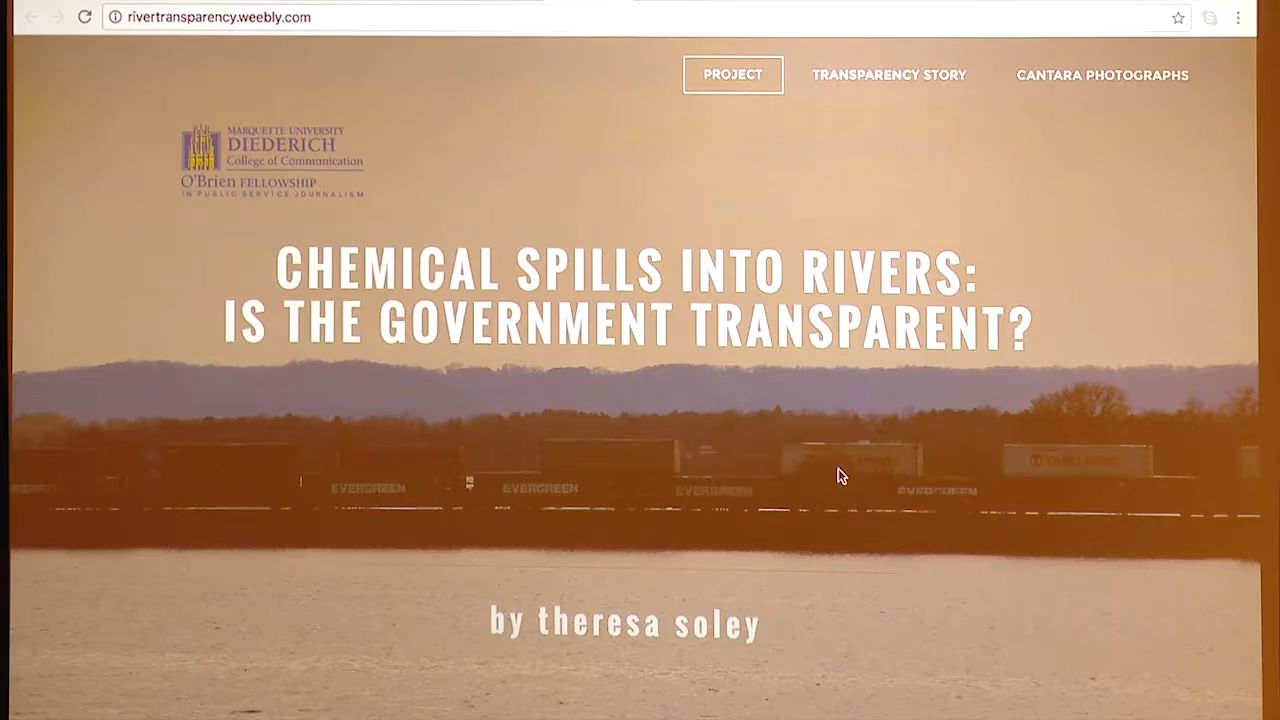 rivertransparency.weebly.com
PROJECT
TRANSPARENCY STORY
CANTARA PHOTOGRAPHS
MARQUETTE UNIVERSITY
DIEDERICH
College of Communication
O'Brien FELLOWSHIP
IN PUBLIC SERVICE JOURNALISM
CHEMICAL SPILLS INTO RIVERS:
IS THE GOVERNMENT TRANSPARENT?
EVERGREEN
EVERGREEN
EVERGREEN
EVERGREEN
by theresa soley